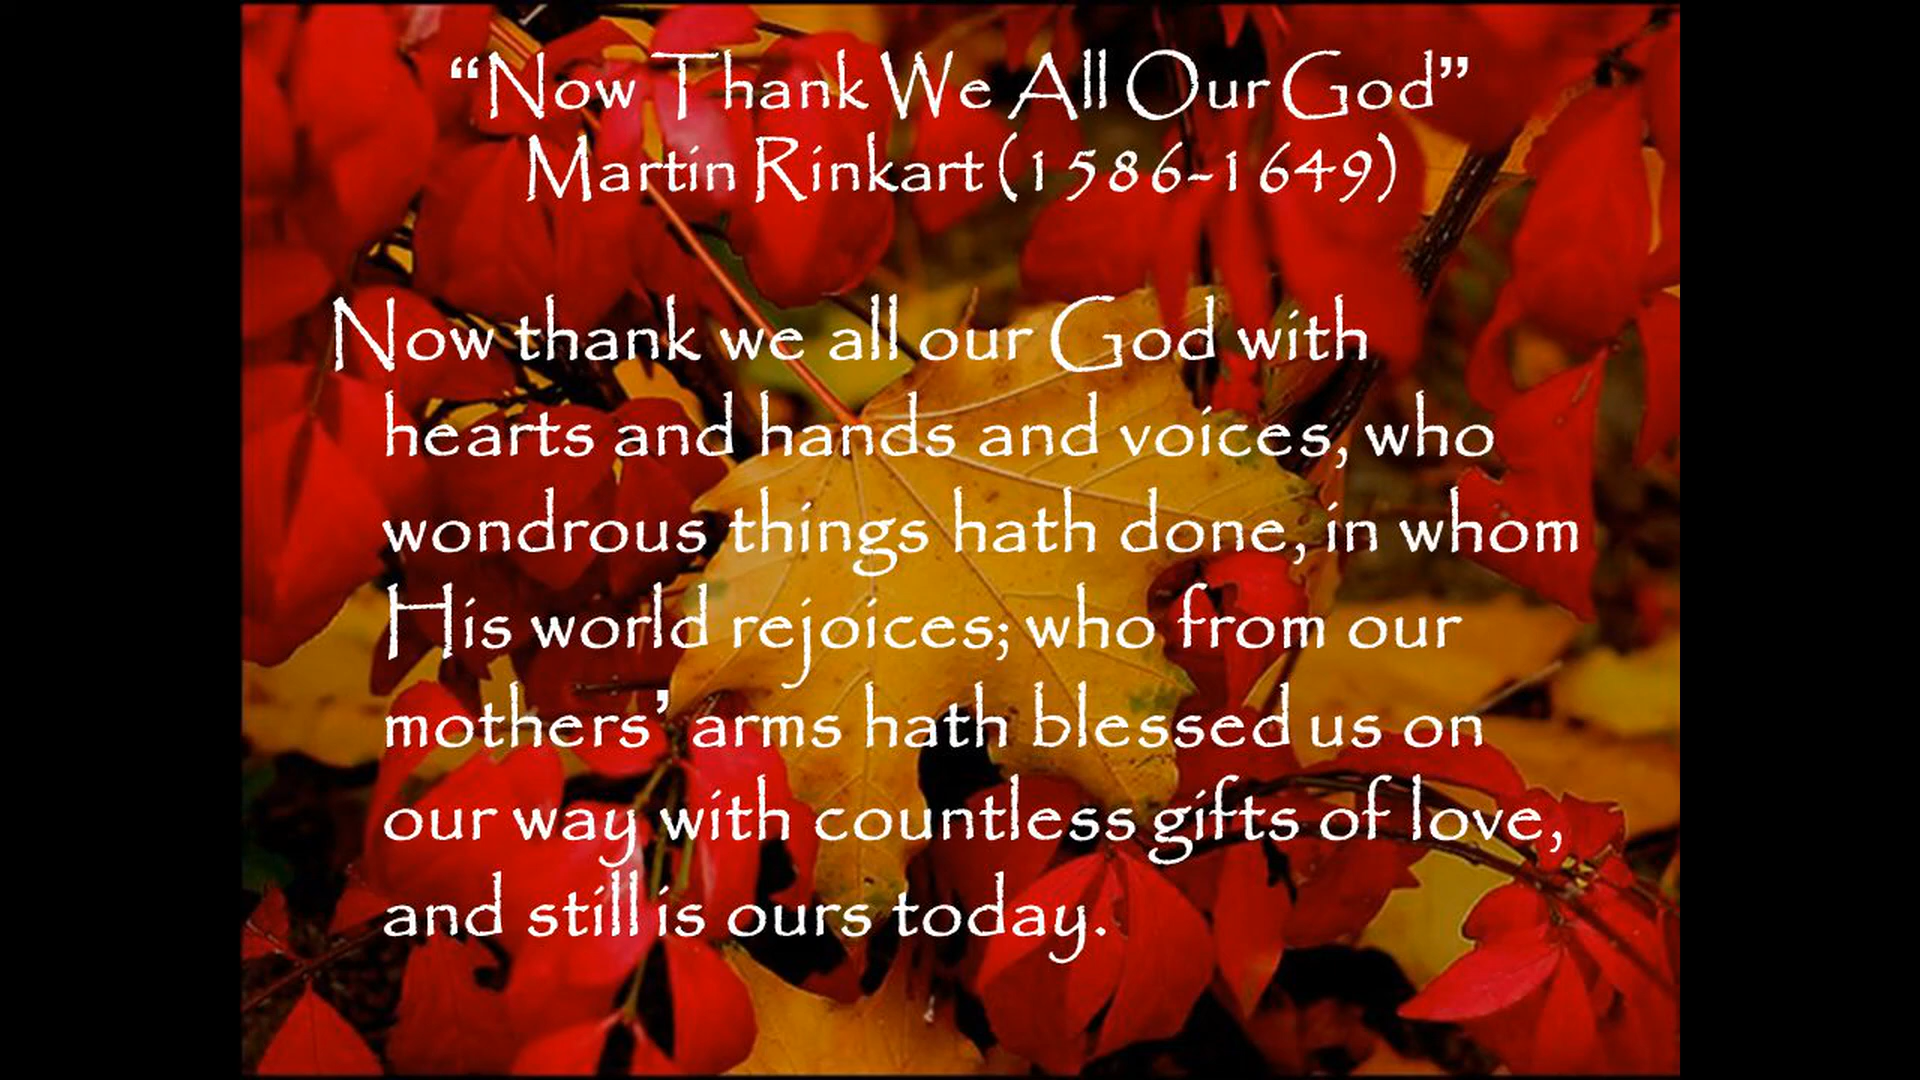 “Now Thank We All Our God”
Martin Rinkart (1586-1649)
Now thank we all our God with
hearts and hands and voices, who
wondrous things hath done, in whom
His world rejoices; who from our
mothers’ arms hath blessed us on
our way with countless gifts of love,
and still is ours today.